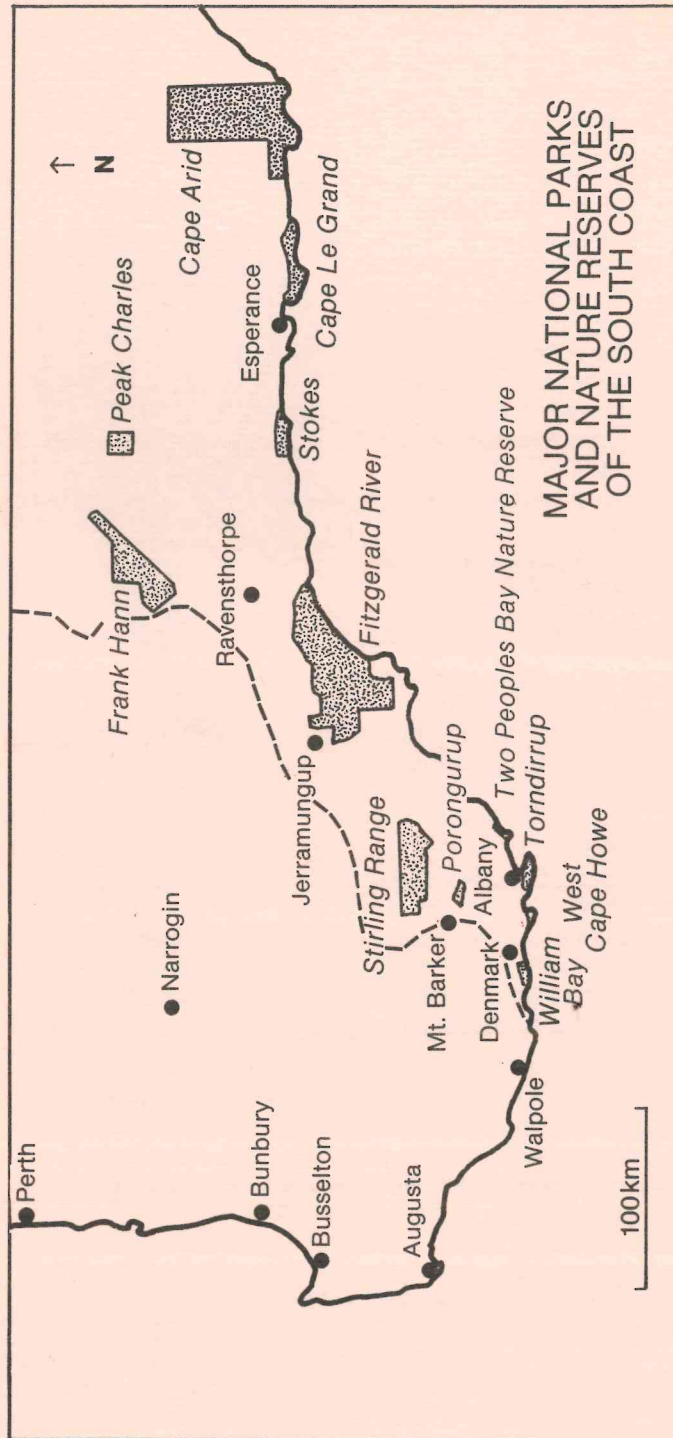 Perth
Bunbury
Busselton
Augusta
Walpole
100km
Narrogin
Jerramungup
Stirling Range
Mt. Barker
Porongurup
Denmark
Albany
William
Bay
West
Cape Howe
Torndirrup
Two Peoples Bay Nature Reserve
Frank Hann
Peak Charles
Ravensthorpe
Fitzgerald River
Stokes
Esperance
Cape Le Grand
Cape Arid
N
MAJOR NATIONAL PARKS
AND NATURE RESERVES
OF THE SOUTH COAST